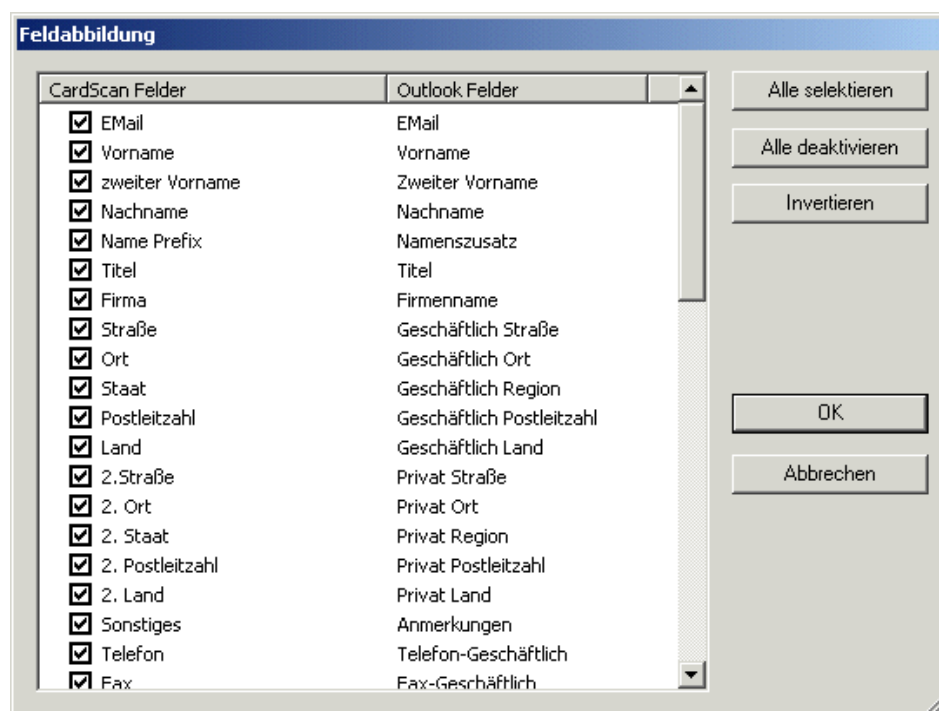 Feldabbildung
CardScan Felder Outlook Felder
EMail EMail
Vorname Vorname
zweiter Vorname Zweiter Vorname
Nachname Nachname
Name Prefix Namenszusatz
Titel Titel
Firma Firmenname
Straße Geschäftlich Straße
Ort Geschäftlich Ort
Staat Geschäftlich Region
Postleitzahl Geschäftlich Postleitzahl
Land Geschäftlich Land
2.Straße Privat Straße
2. Ort Privat Ort
2. Staat Privat Region
2. Postleitzahl Privat Postleitzahl
2. Land Privat Land
Sonstiges Anmerkungen
Telefon Telefon-Geschäftlich
Fax Fax-Geschäftlich
Alle selektieren
Alle deaktivieren
Invertieren
OK
Abbrechen